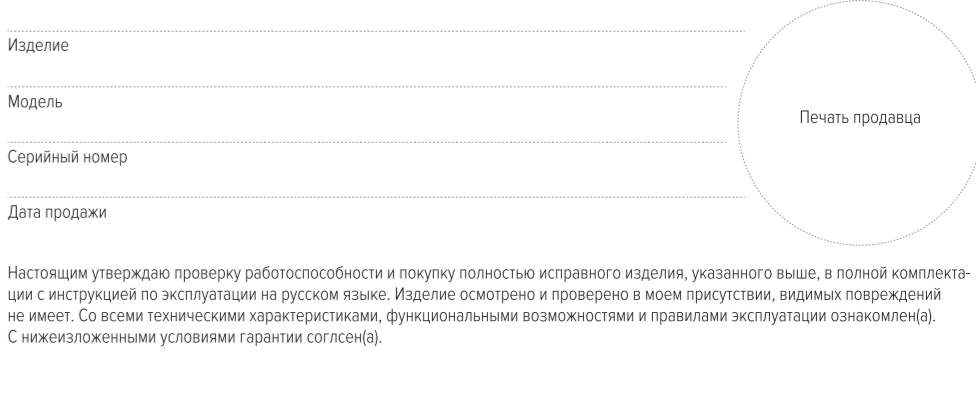 Изделие
Модель
Печать продавца
Серийный номер
Дата продажи
Настоящим утверждаю проверку работоспособности и покупку полностью исправного изделия, указанного выше, в полной комплекта-
ции с инструкцией по эксплуатации на русском языке. Изделие осмотрено и проверено в моем присутствии, видимых повреждений
не имеет. Со всеми техническими характеристиками, функциональными возможностями и правилами эксплуатации ознакомлен(а).
С нижеизложенными условиями гарантии соглсен(а).